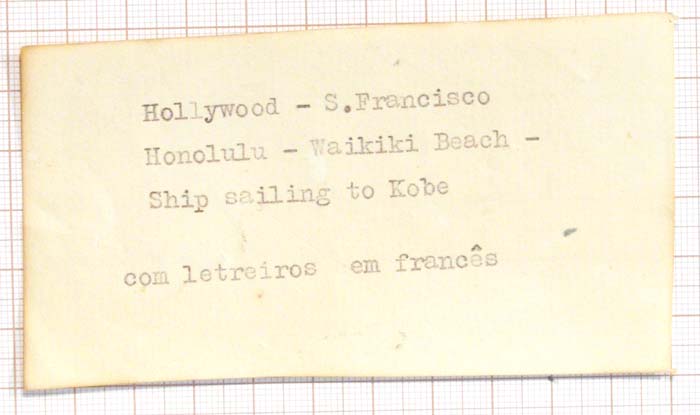 Hollywood - S.Francisco
Honolulu - Waikiki Beach -
Ship sailing to Kobe
com letreiros em francês